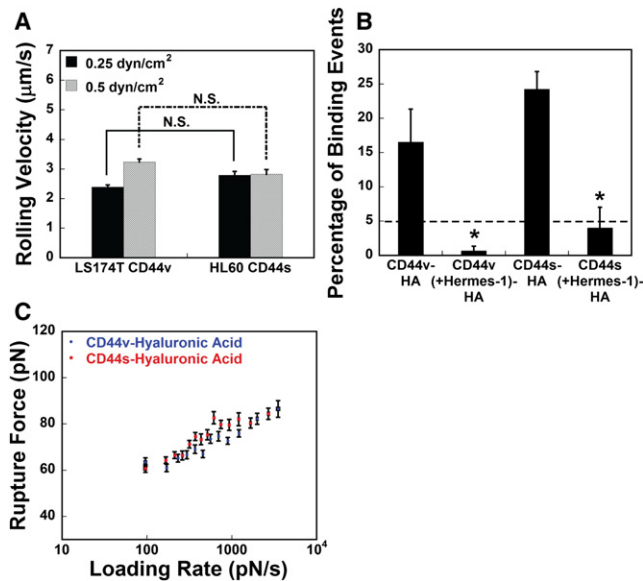 A
Rolling Velocity (μm/s)
7
6
5
4
3
2
1
0
0.25 dyn/cm²
0.5 dyn/cm²
N.S.
N.S.
LS174T CD44v
HL60 CD44s
B
Percentage of Binding Events
30
25
20
15
10
5
0
*
*
CD44v-
HA
CD44v
(+Hermes-1)-
HA
CD44s-
HA
CD44s
(+Hermes-1)-
HA
C
Rupture Force (pN)
120
100
80
60
40
CD44v-Hyaluronic Acid
CD44s-Hyaluronic Acid
10
100
1000
10⁴
Loading Rate (pN/s)